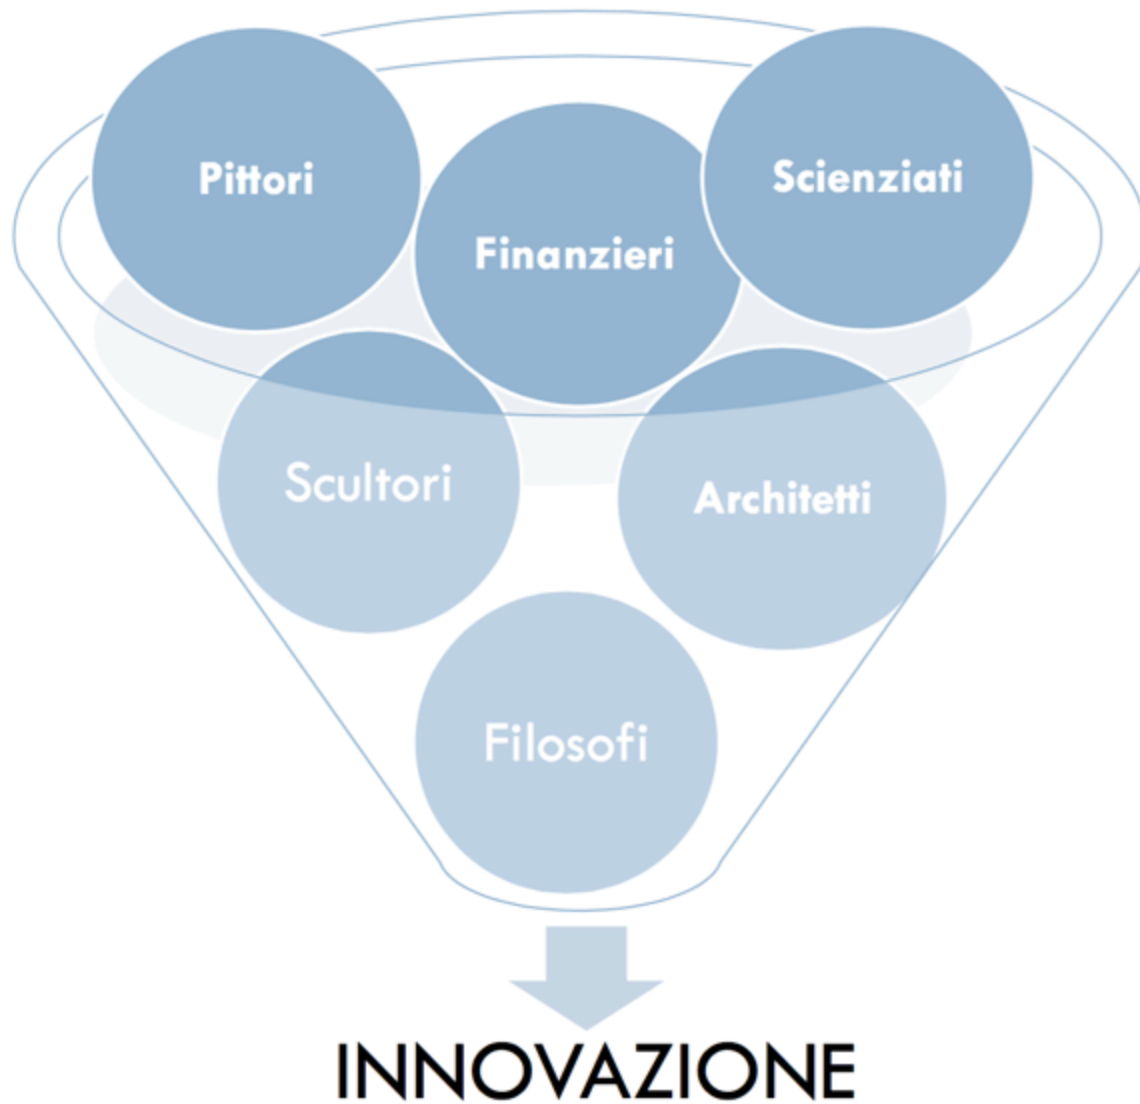 Pittori
Scienziati
Finanzieri
Scultori
Architetti
Filosofi
INNOVAZIONE